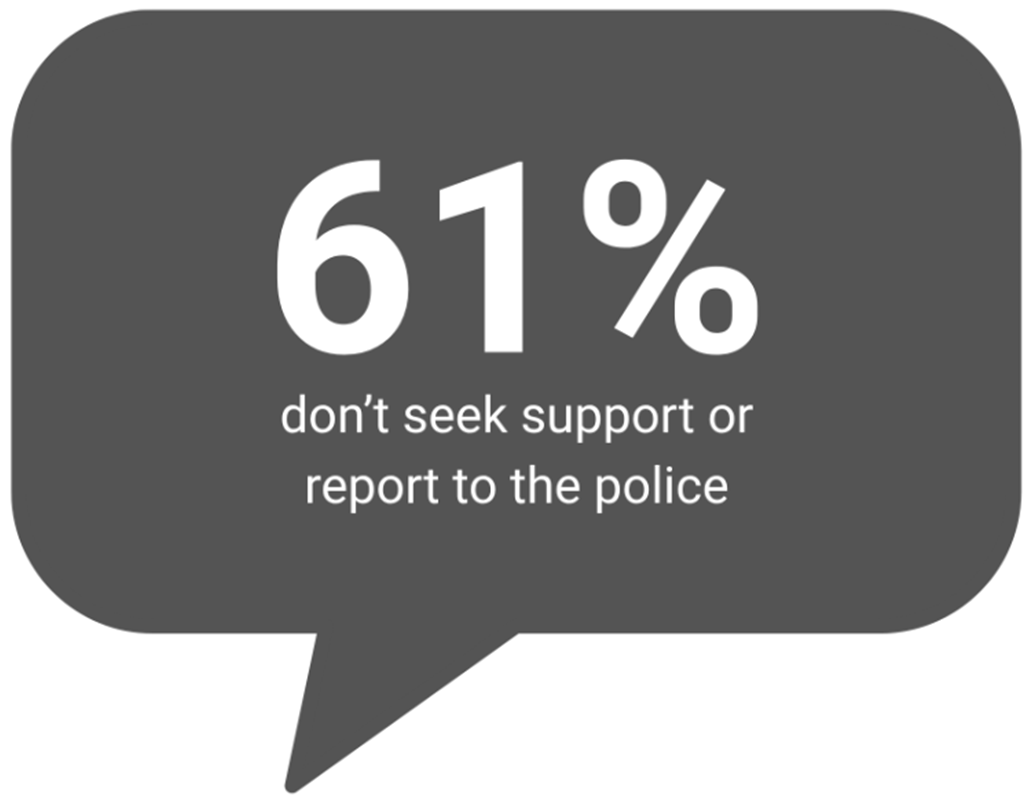 61%
don’t seek support or
report to the police